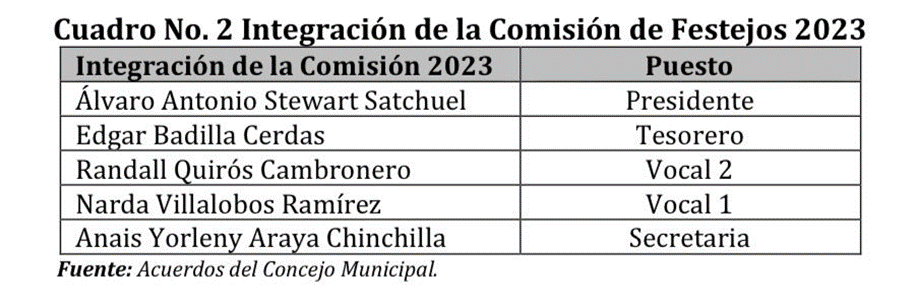 Cuadro No. 2 Integración de la Comisión de Festejos 2023
Integración de la Comisión 2023 Puesto
Álvaro Antonio Stewart Satchuel Presidente
Edgar Badilla Cerdas Tesorero
Randall Quirós Cambronero Vocal 2
Narda Villalobos Ramírez Vocal 1
Anais Yorleny Araya Chinchilla Secretaria
Fuente: Acuerdos del Concejo Municipal.